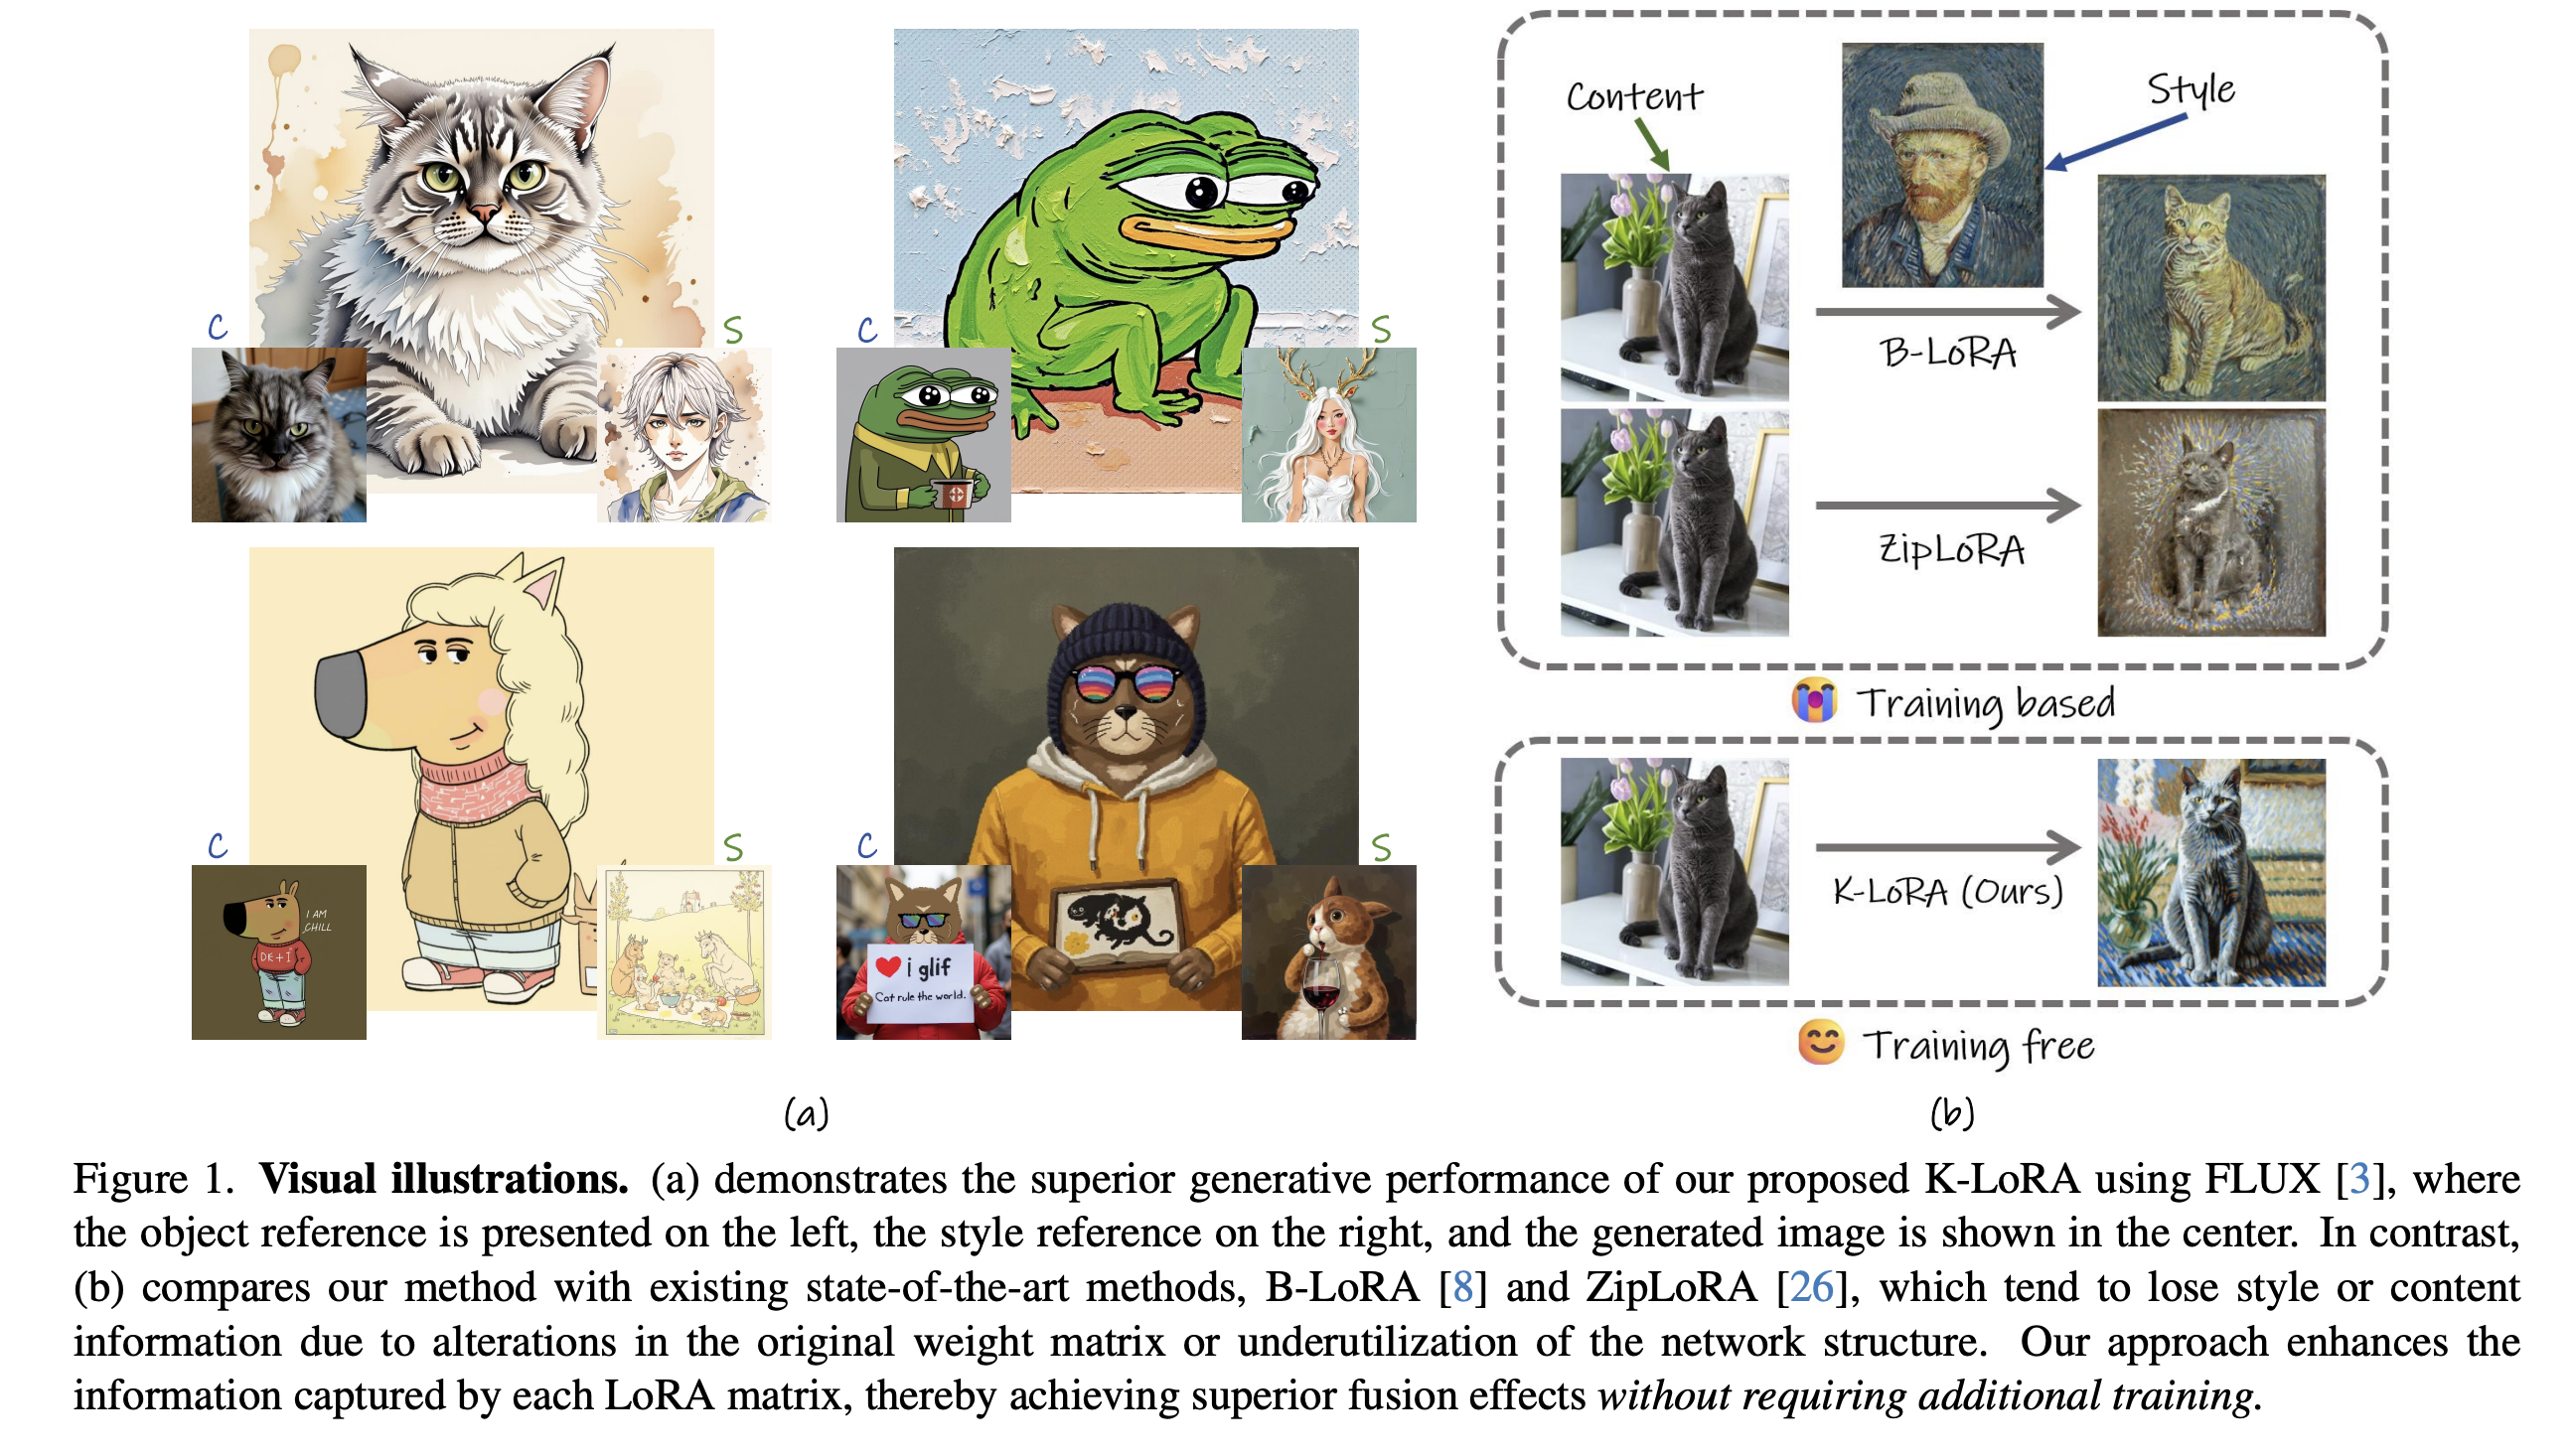 C
S
C
S
C
I AM
CHILL
DE+I
S
C
i glif
Cat rule the world.
S
(a)
Content
Style
B-LoRA
ZipLoRA
Training based
K-LoRA (Ours)
Training free
(b)
Figure 1. Visual illustrations. (a) demonstrates the superior generative performance of our proposed K-LoRA using FLUX [3], where
the object reference is presented on the left, the style reference on the right, and the generated image is shown in the center. In contrast,
(b) compares our method with existing state-of-the-art methods, B-LoRA [8] and ZipLoRA [26], which tend to lose style or content
information due to alterations in the original weight matrix or underutilization of the network structure. Our approach enhances the
information captured by each LoRA matrix, thereby achieving superior fusion effects without requiring additional training.